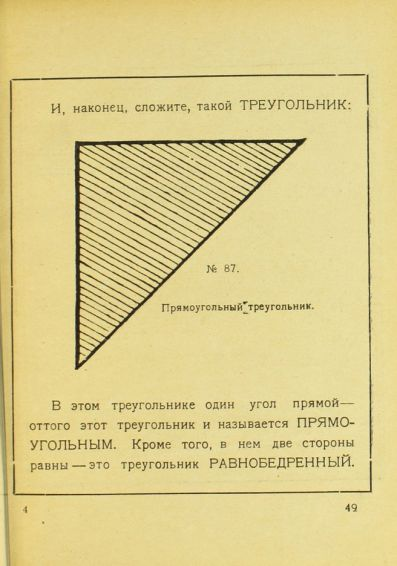 И, наконец, сложите, такой ТРЕУГОЛЬНИК:
№ 87.
Прямоугольный треугольник.
В этом треугольнике один угол прямой—
оттого этот треугольник и называется ПРЯМО-
УГОЛЬНЫМ. Кроме того, в нем две стороны
равны — это треугольник РАВНОБЕДРЕННЫЙ.
4
49